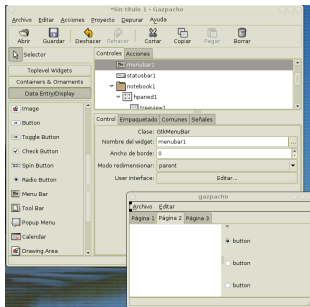 *Sin título 1 - Gazpacho
Archivo Editar Acciones Proyecto Depurar Ayuda
Abrir Guardar Deshacer Rehacer Cortar Copiar Pegar Borrar
Selector
Toplevel Widgets
Containers & Ornaments
Data Entry/Display
Image
Button
Toggle Button
Check Button
Spin Button
Radio Button
Menu Bar
Tool Bar
Popup Menu
Calendar
Drawing Area
Controles Acciones
menubar1
statusbar1
notebook1
hpaned1
treeview1
Control Empaquetado Comunes Señales
Clase: GtkMenuBar
Nombre del widget: menubar1 ...
Ancho de borde: 0
Modo redimensionar: parent
User Interface: Editar...
gazpacho
Archivo Editar
Página 1 Página 2 Página 3
button
button
button